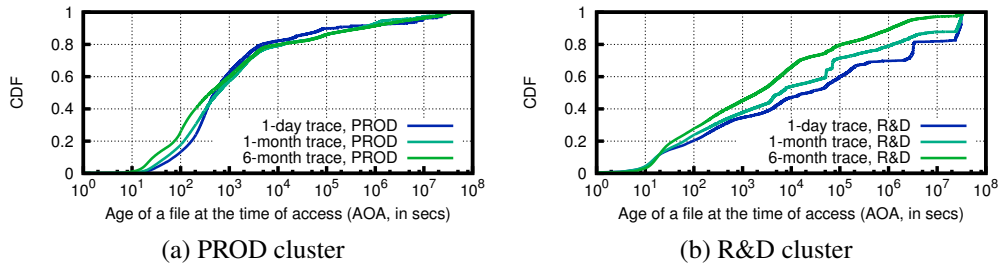 CDF
1
0.8
0.6
0.4
0.2
0
1-day trace, PROD
1-month trace, PROD
6-month trace, PROD
10^0 10^1 10^2 10^3 10^4 10^5 10^6 10^7 10^8
Age of a file at the time of access (AOA, in secs)
(a) PROD cluster
CDF
1
0.8
0.6
0.4
0.2
0
1-day trace, R&D
1-month trace, R&D
6-month trace, R&D
10^0 10^1 10^2 10^3 10^4 10^5 10^6 10^7 10^8
Age of a file at the time of access (AOA, in secs)
(b) R&D cluster